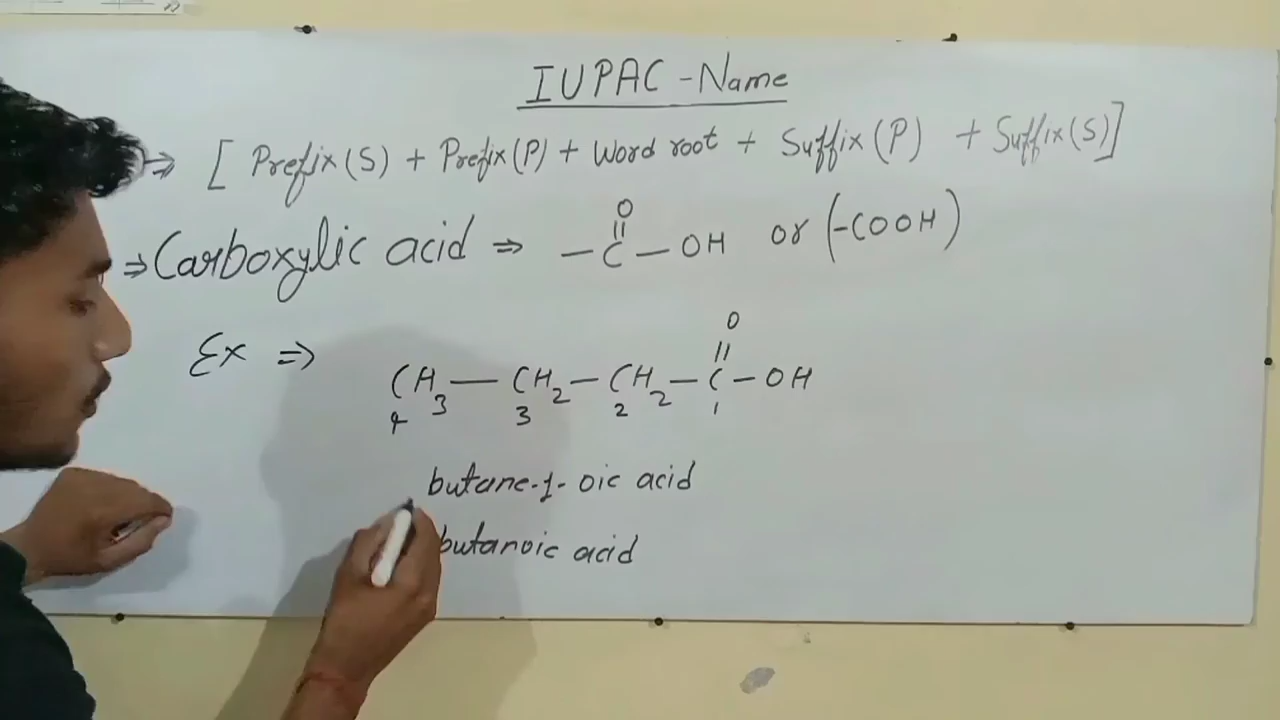 IUPAC - Name
⇒ [ Prefix (S) + Prefix (P) + Word root + Suffix (P) + Suffix (S) ]
⇒ Carboxylic acid ⇒ —C(=O)—OH or (-COOH)
Ex ⇒ CH3 — CH2 — CH2 — C(=O) — OH
4 3 2 1
butane-1-oic acid
butanoic acid